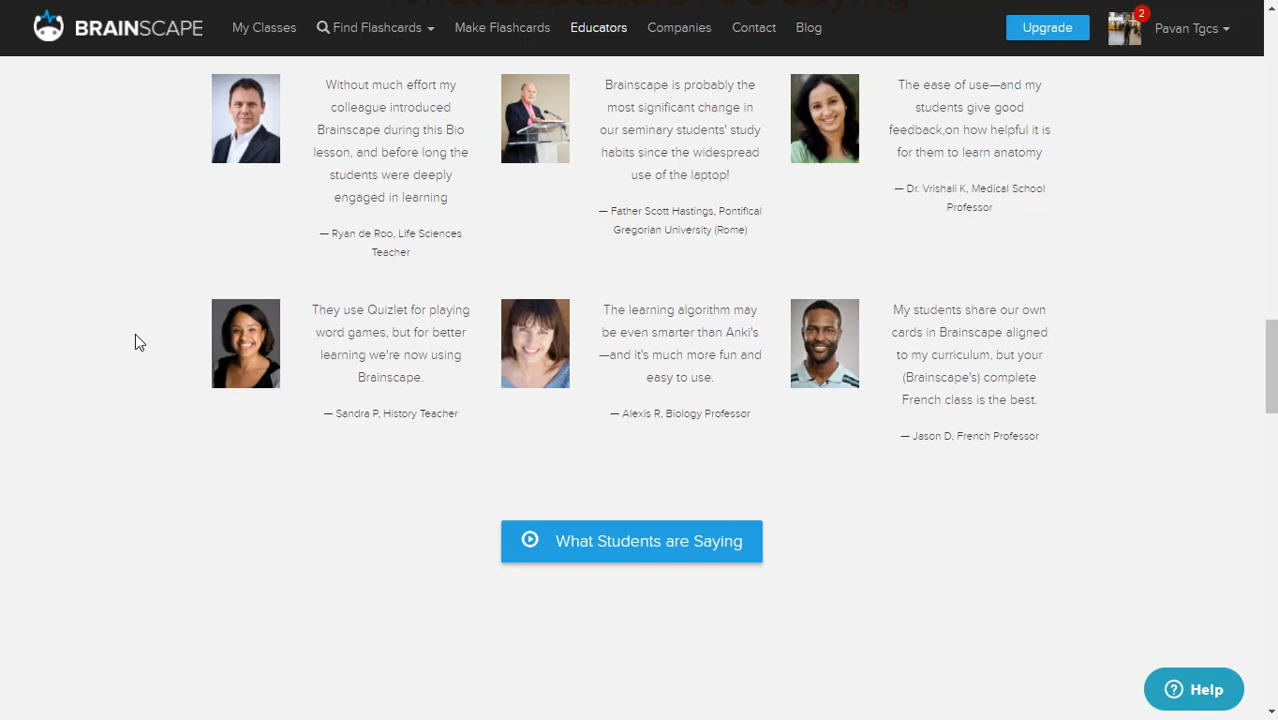 BRAINSCAPE
My Classes
Find Flashcards
Make Flashcards
Educators
Companies
Contact
Blog
Upgrade
2
Pavan Tgcs
Without much effort my
colleague introduced
Brainscape during this Bio
lesson, and before long the
students were deeply
engaged in learning
— Ryan de Roo, Life Sciences
Teacher
Brainscape is probably the
most significant change in
our seminary students' study
habits since the widespread
use of the laptop!
— Father Scott Hastings, Pontifical
Gregorian University (Rome)
The ease of use—and my
students give good
feedback,on how helpful it is
for them to learn anatomy
— Dr. Vrishali K, Medical School
Professor
They use Quizlet for playing
word games, but for better
learning we're now using
Brainscape.
— Sandra P, History Teacher
The learning algorithm may
be even smarter than Anki's
—and it's much more fun and
easy to use.
— Alexis R, Biology Professor
My students share our own
cards in Brainscape aligned
to my curriculum, but your
(Brainscape's) complete
French class is the best.
— Jason D, French Professor
What Students are Saying
Help